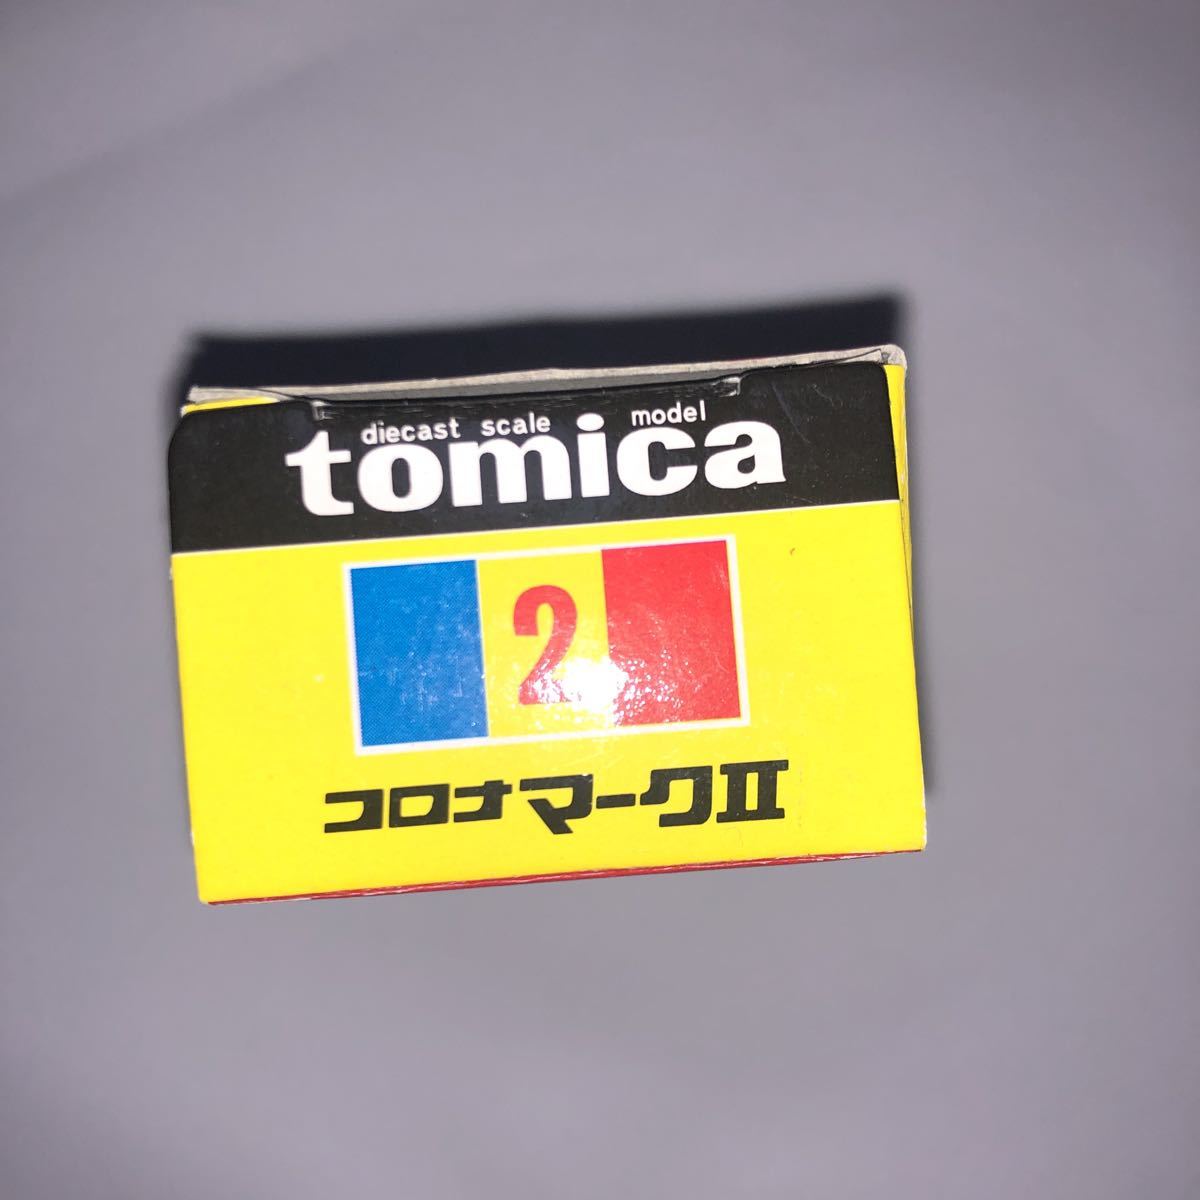 diecast scale model
tomica
2
コロナマークII